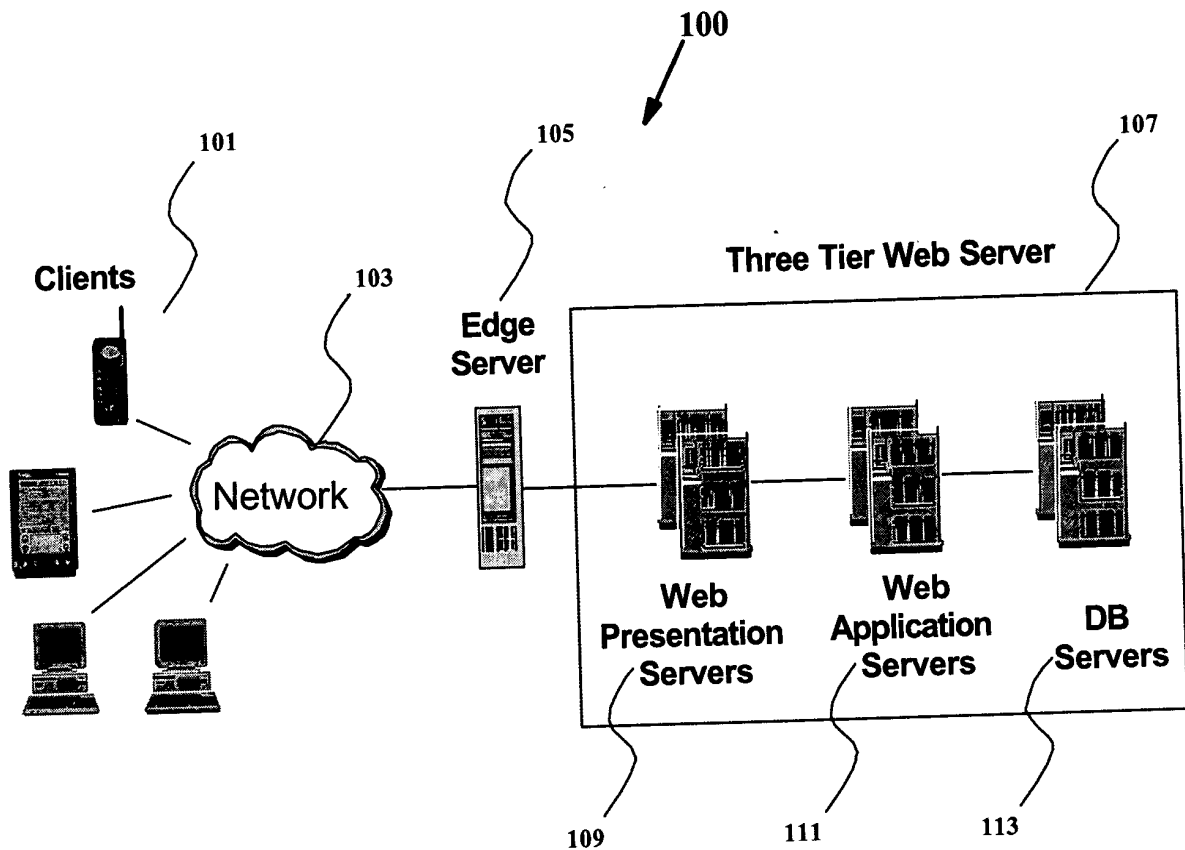 100
101
105
107
Three Tier Web Server
Clients
103
Edge
Server
Network
Web
Presentation
Servers
Web
Application
Servers
DB
Servers
109
111
113